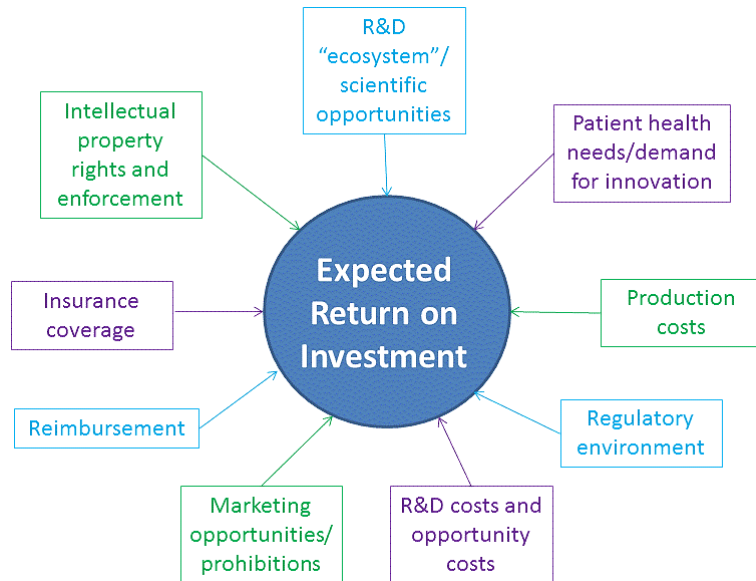 R&D
“ecosystem”/
scientific
opportunities
Intellectual
property
rights and
enforcement
Patient health
needs/demand
for innovation
Expected
Return on
Investment
Insurance
coverage
Production
costs
Reimbursement
Regulatory
environment
Marketing
opportunities/
prohibitions
R&D costs and
opportunity
costs